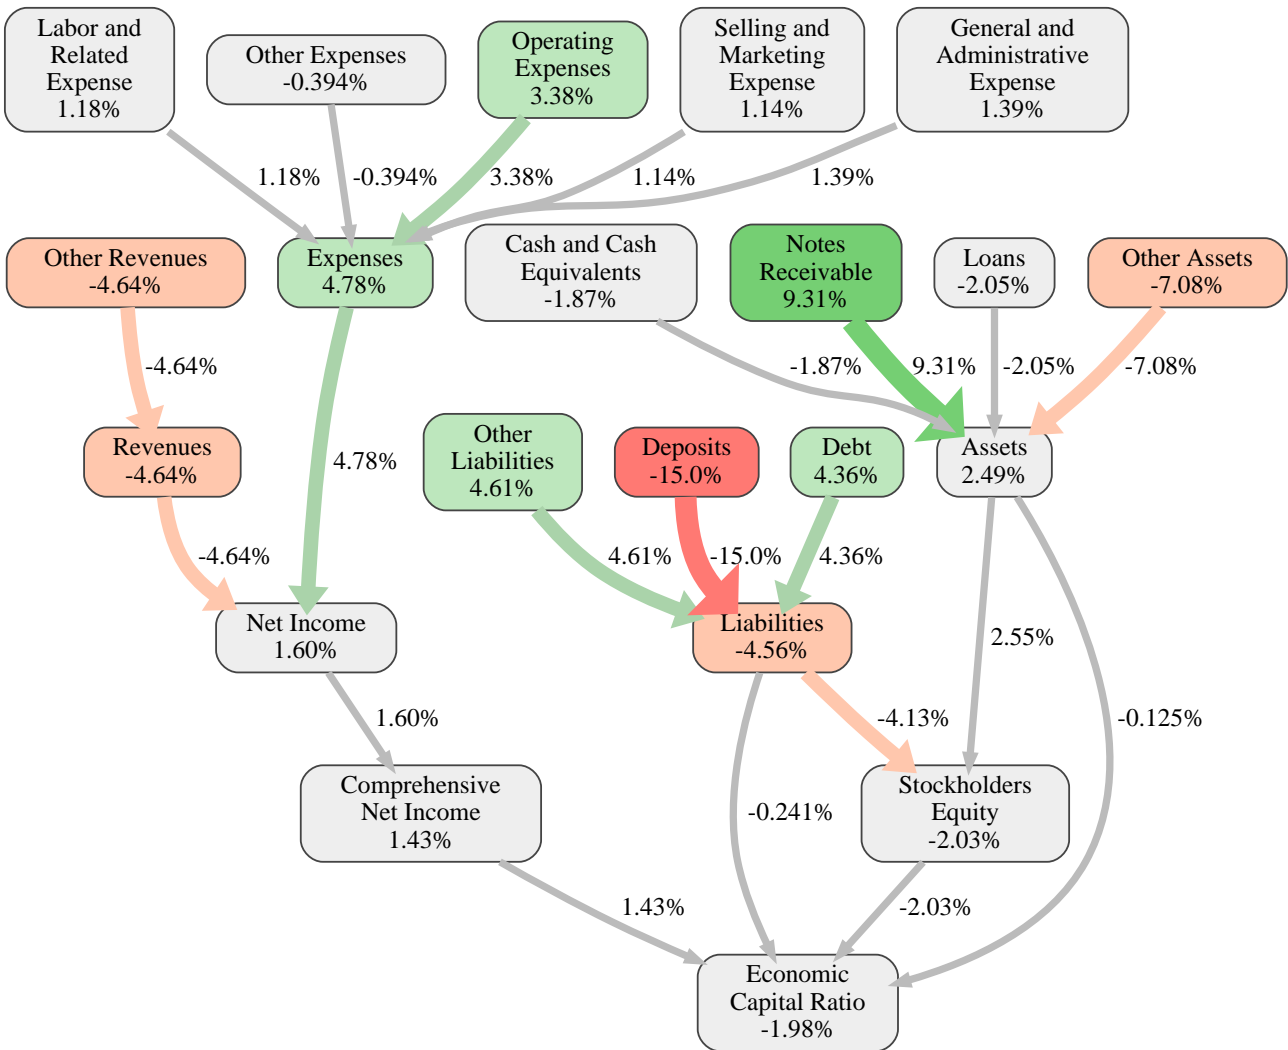 Labor and
Related
Expense
1.18%
Other Expenses
-0.394%
Operating
Expenses
3.38%
Selling and
Marketing
Expense
1.14%
General and
Administrative
Expense
1.39%
1.18%
-0.394%
3.38%
1.14%
1.39%
Other Revenues
-4.64%
Expenses
4.78%
Cash and Cash
Equivalents
-1.87%
Notes
Receivable
9.31%
Loans
-2.05%
Other Assets
-7.08%
-4.64%
-1.87%
9.31%
-2.05%
-7.08%
Revenues
-4.64%
4.78%
Other
Liabilities
4.61%
Deposits
-15.0%
Debt
4.36%
Assets
2.49%
-4.64%
4.61%
-15.0%
4.36%
Net Income
1.60%
Liabilities
-4.56%
2.55%
1.60%
-4.13%
-0.125%
Comprehensive
Net Income
1.43%
-0.241%
Stockholders
Equity
-2.03%
1.43%
-2.03%
Economic
Capital Ratio
-1.98%